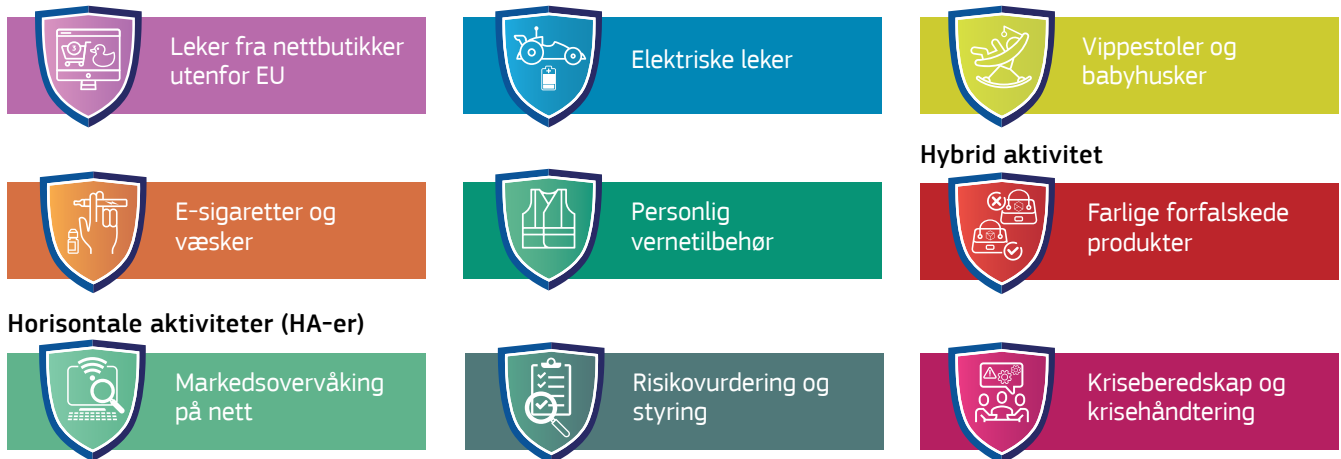 Leker fra nettbutikker
utenfor EU
Elektriske leker
Vippestoler og
babyhusker
E-sigaretter og
væsker
Personlig
vernetilbehør
Hybrid aktivitet
Farlige forfalskede
produkter
Horisontale aktiviteter (HA-er)
Markedsovervåking
på nett
Risikovurdering og
styring
Kriseberedskap og
krisehåndtering